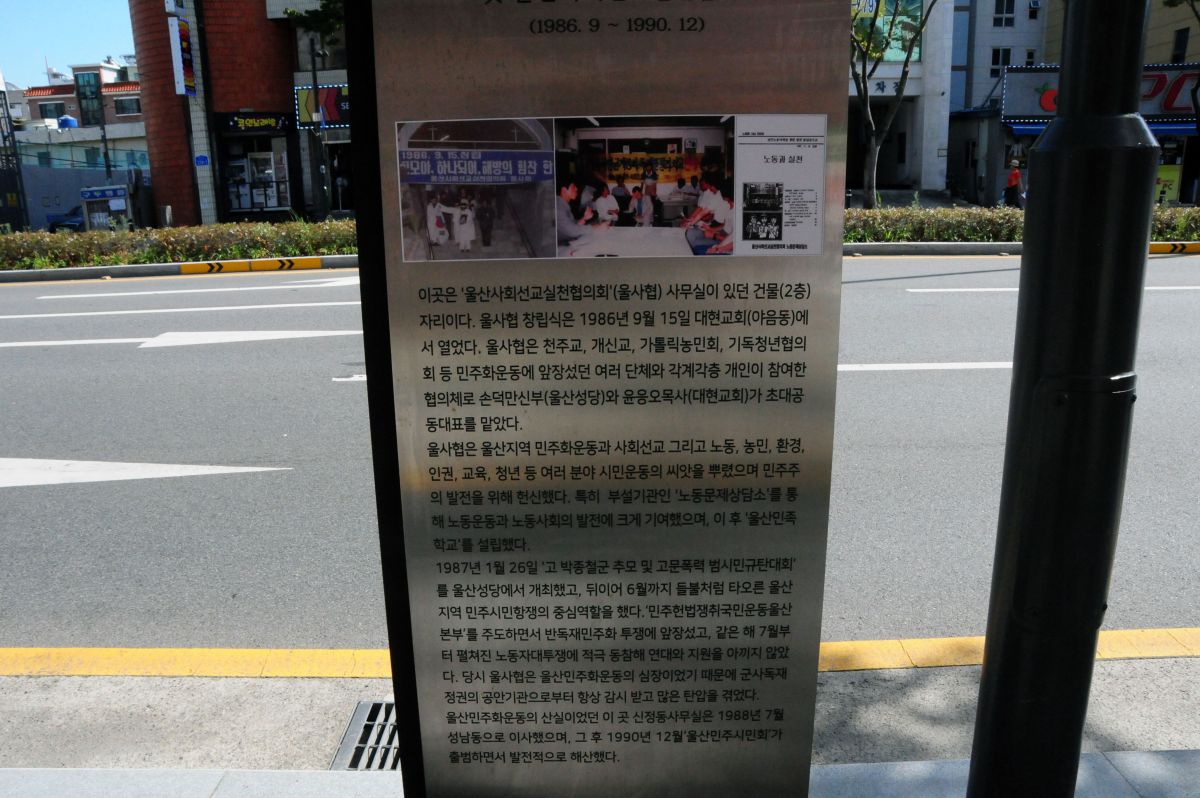 (1986. 9 ~ 1990. 12)
1986. 9. 15.
모여, 하나되어, 해방의 힘찬
노동과 실천
이곳은 '울산사회선교실천협의회'(울사협) 사무실이 있던 건물(2층)
자리이다. 울사협 창립식은 1986년 9월 15일 대현교회(야음동)에
서 열었다. 울사협은 천주교, 개신교, 가톨릭농민회, 기독청년협의
회 등 민주화운동에 앞장섰던 여러 단체와 각계각층 개인이 참여한
협의체로 손덕만신부(울산성당)와 윤응오목사(대현교회)가 초대공
동대표를 맡았다.
울사협은 울산지역 민주화운동과 사회선교 그리고 노동, 농민, 환경,
인권, 교육, 청년 등 여러 분야 시민운동의 씨앗을 뿌렸으며 민주주
의 발전을 위해 헌신했다. 특히 부설기관인 '노동문제상담소'를 통
해 노동운동과 노동사회의 발전에 크게 기여했으며, 이 후 '울산민족
학교'를 설립했다.
1987년 1월 26일 '고 박종철군 추모 및 고문폭력 범시민규탄대회'
를 울산성당에서 개최했고, 뒤이어 6월까지 들불처럼 타오른 울산
지역 민주시민항쟁의 중심역할을 했다. '민주헌법쟁취국민운동울산
본부'를 주도하면서 반독재민주화 투쟁에 앞장섰고, 같은 해 7월부
터 펼쳐진 노동자대투쟁에 적극 동참해 연대와 지원을 아끼지 않았
다. 당시 울사협은 울산민주화운동의 심장이었기 때문에 군사독재
정권의 공안기관으로부터 항상 감시 받고 많은 탄압을 겪었다.
울산민주화운동의 산실이었던 이 곳 신정동사무실은 1988년 7월
성남동으로 이사했으며, 그 후 1990년 12월'울산민주시민회'가
출범하면서 발전적으로 해산했다.